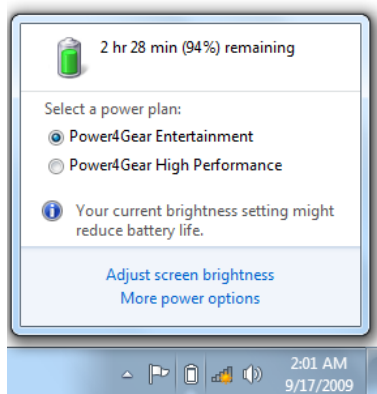 2 hr 28 min (94%) remaining
Select a power plan:
Power4Gear Entertainment
Power4Gear High Performance
Your current brightness setting might
reduce battery life.
Adjust screen brightness
More power options
2:01 AM
9/17/2009